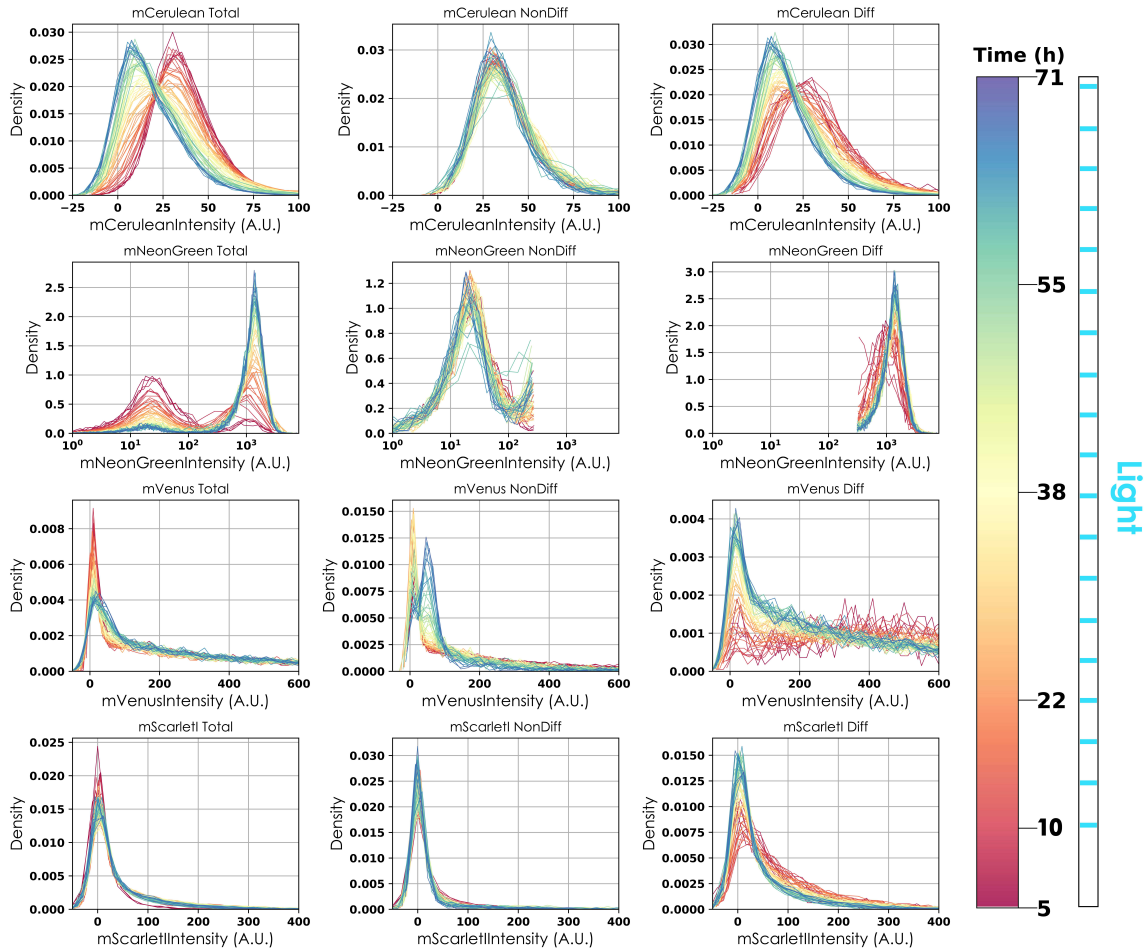 mCerulean Total
0.030
0.025
0.020
0.015
0.010
0.005
0.000
Density
−25 0 25 50 75 100
mCeruleanIntensity (A.U.)
mCerulean NonDiff
0.03
0.02
0.01
0.00
Density
−25 0 25 50 75 100
mCeruleanIntensity (A.U.)
mCerulean Diff
0.030
0.025
0.020
0.015
0.010
0.005
0.000
Density
−25 0 25 50 75 100
mCeruleanIntensity (A.U.)
mNeonGreen Total
2.5
2.0
1.5
1.0
0.5
0.0
Density
10⁰ 10¹ 10² 10³
mNeonGreenIntensity (A.U.)
mNeonGreen NonDiff
1.2
1.0
0.8
0.6
0.4
0.2
0.0
Density
10⁰ 10¹ 10² 10³
mNeonGreenIntensity (A.U.)
mNeonGreen Diff
3.0
2.5
2.0
1.5
1.0
0.5
0.0
Density
10⁰ 10¹ 10² 10³
mNeonGreenIntensity (A.U.)
mVenus Total
0.008
0.006
0.004
0.002
0.000
Density
0 200 400 600
mVenusIntensity (A.U.)
mVenus NonDiff
0.0150
0.0125
0.0100
0.0075
0.0050
0.0025
0.0000
Density
0 200 400 600
mVenusIntensity (A.U.)
mVenus Diff
0.004
0.003
0.002
0.001
0.000
Density
0 200 400 600
mVenusIntensity (A.U.)
mScarletI Total
0.025
0.020
0.015
0.010
0.005
0.000
Density
0 100 200 300 400
mScarletIIntensity (A.U.)
mScarletI NonDiff
0.030
0.025
0.020
0.015
0.010
0.005
0.000
Density
0 100 200 300 400
mScarletIIntensity (A.U.)
mScarletI Diff
0.0150
0.0125
0.0100
0.0075
0.0050
0.0025
0.0000
Density
0 100 200 300 400
mScarletIIntensity (A.U.)
Time (h)
71
55
38
22
10
5
Light